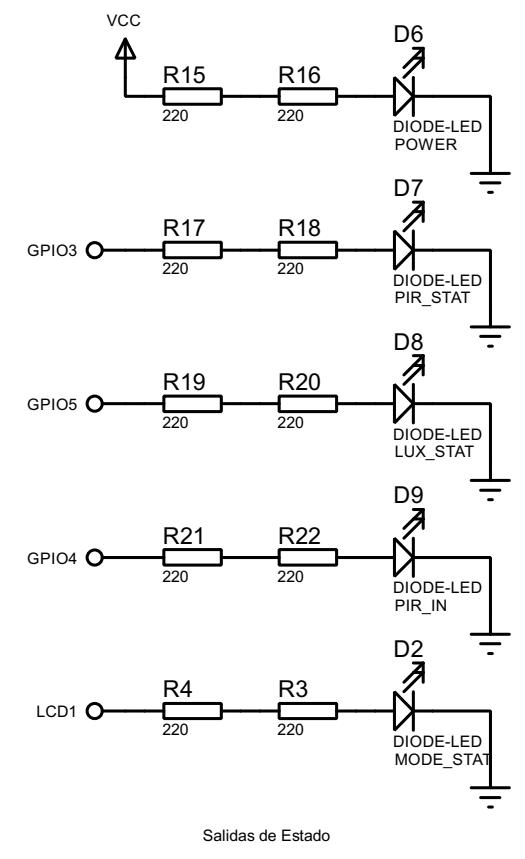 VCC
D6
R15
R16
220
220
DIODE-LED
POWER
D7
R17
R18
GPIO3
220
220
DIODE-LED
PIR_STAT
D8
R19
R20
GPIO5
220
220
DIODE-LED
LUX_STAT
D9
R21
R22
GPIO4
220
220
DIODE-LED
PIR_IN
D2
R4
R3
LCD1
220
220
DIODE-LED
MODE_STAT
Salidas de Estado